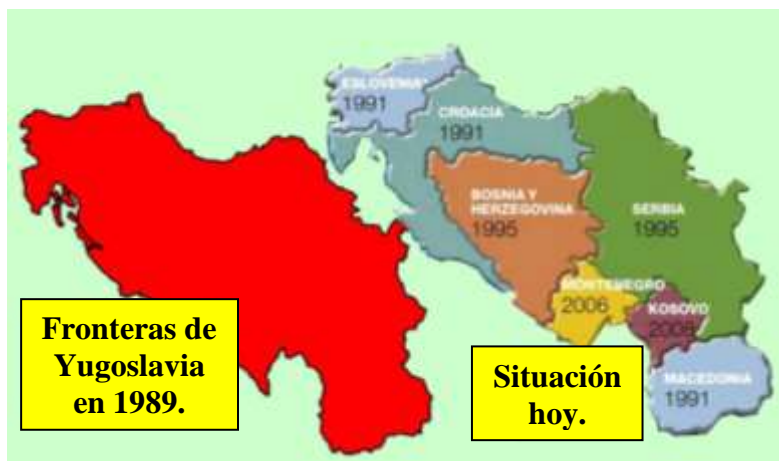 ESLOVENIA
1991
CROACIA
1991
BOSNIA Y
HERZEGOVINA
1995
SERBIA
1995
MONTENEGRO
2006
KOSOVO
2008
MACEDONIA
1991
Fronteras de
Yugoslavia
en 1989.
Situación
hoy.